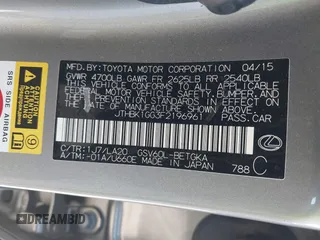 MFD. BY: TOYOTA MOTOR CORPORATION 04/15
GVWR 4700LB GAWR FR 2625LB RR 2540LB
THIS VEHICLE CONFORMS TO ALL APPLICABLE
FEDERAL MOTOR VEHICLE SAFETY, BUMPER, AND
THEFT PREVENTION STANDARDS IN EFFECT ON
THE DATE OF MANUFACTURE SHOWN ABOVE.
JTHBK1GG3F2196961 PASS.CAR
C/TR:1J7/LA20 GSV60L-BETGKA
A/TM:-01A/U660E MADE IN JAPAN
788 C
SIDE AIRBAG
AUTOBIDMASTER